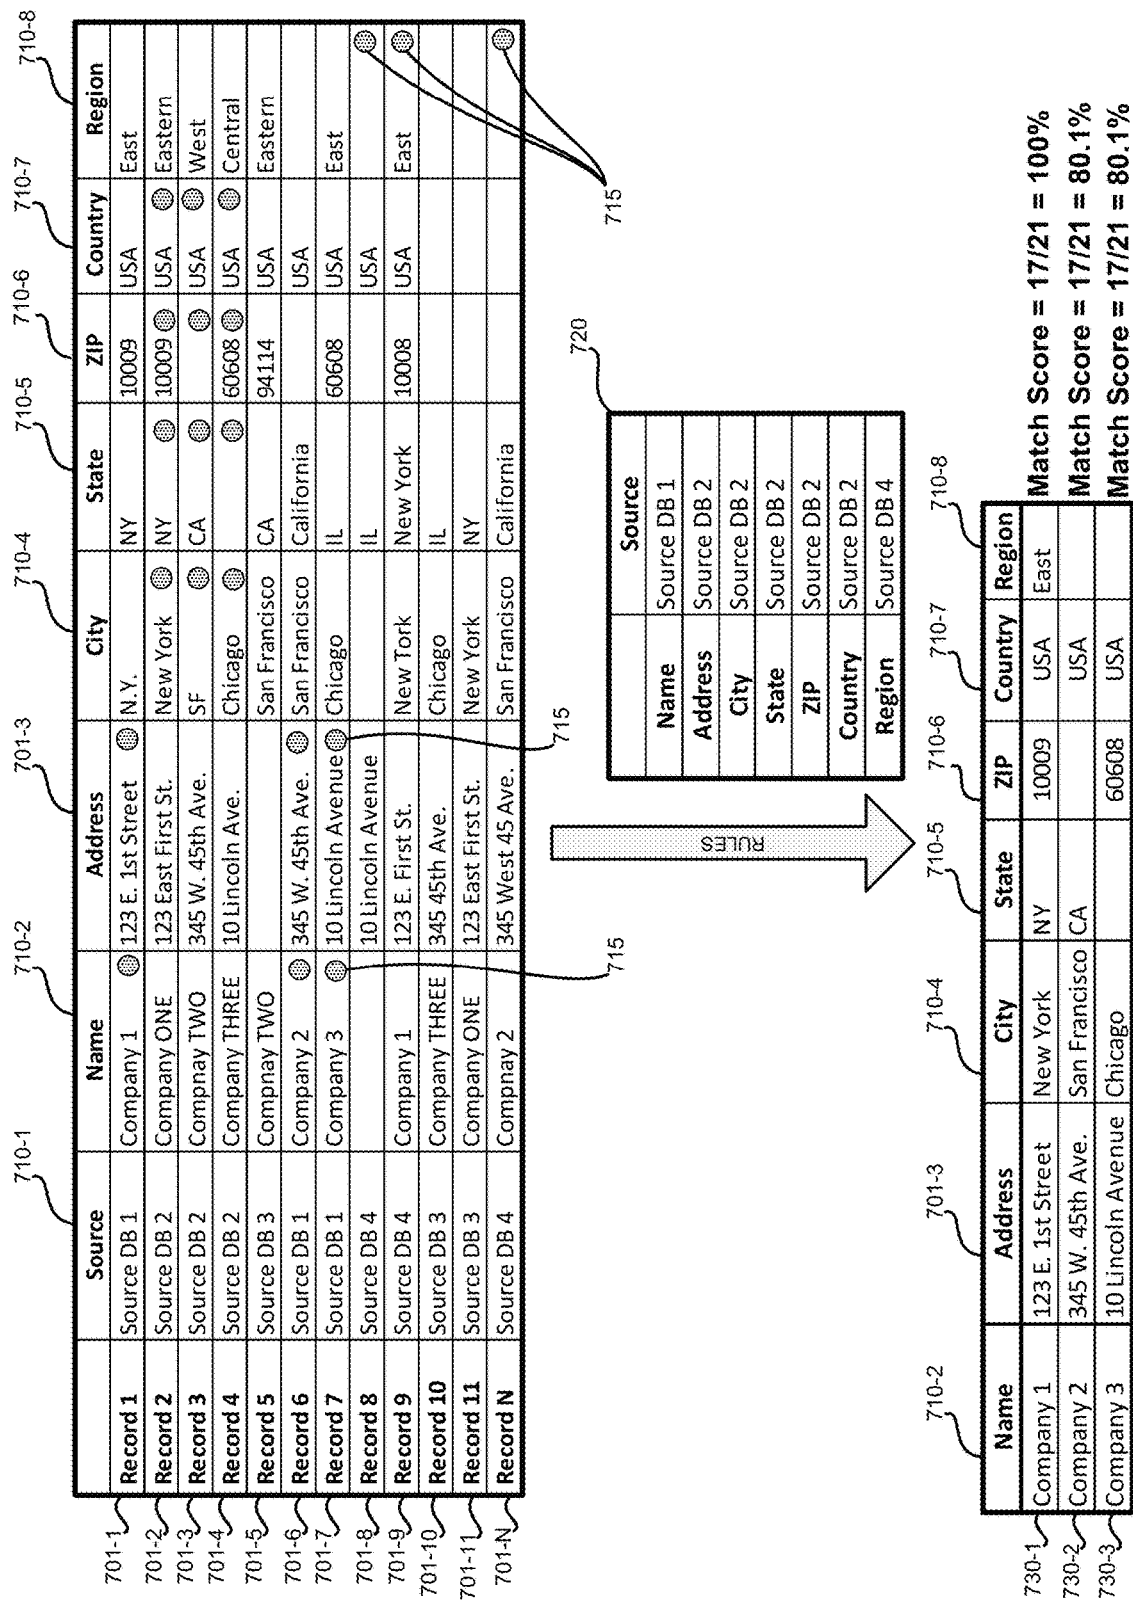 710-1 710-2 701-3 710-4 710-5 710-6 710-7 710-8
Source Name Address City State ZIP Country Region
701-1 Record 1 Source DB 1 Company 1 123 E. 1st Street N.Y. NY 10009 USA East
701-2 Record 2 Source DB 2 Company ONE 123 East First St. New York NY 10009 USA Eastern
701-3 Record 3 Source DB 2 Compnay TWO 345 W. 45th Ave. SF CA USA West
701-4 Record 4 Source DB 2 Company THREE 10 Lincoln Ave. Chicago 60608 USA Central
701-5 Record 5 Source DB 3 Compnay TWO San Francisco CA 94114 USA Eastern
701-6 Record 6 Source DB 1 Company 2 345 W. 45th Ave. San Francisco California USA
701-7 Record 7 Source DB 1 Company 3 10 Lincoln Avenue Chicago IL 60608 USA East
701-8 Record 8 Source DB 4 10 Lincoln Avenue IL USA
701-9 Record 9 Source DB 4 Company 1 123 E. First St. New Tork New York 10008 USA East
701-10 Record 10 Source DB 3 Company THREE 345 45th Ave. Chicago IL
701-11 Record 11 Source DB 3 Company ONE 123 East First St. New York NY
701-N Record N Source DB 4 Compnay 2 345 West 45 Ave. San Francisco California
715
715
715
RULES
720
Source
Name Source DB 1
Address Source DB 2
City Source DB 2
State Source DB 2
ZIP Source DB 2
Country Source DB 2
Region Source DB 4
710-2 701-3 710-4 710-5 710-6 710-7 710-8
Name Address City State ZIP Country Region
730-1 Company 1 123 E. 1st Street New York NY 10009 USA East Match Score = 17/21 = 100%
730-2 Company 2 345 W. 45th Ave. San Francisco CA USA Match Score = 17/21 = 80.1%
730-3 Company 3 10 Lincoln Avenue Chicago 60608 USA Match Score = 17/21 = 80.1%